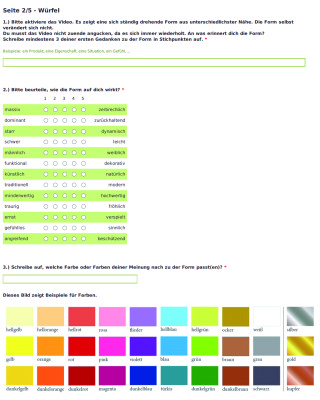 Seite 2/5 - Würfel
1.) Bitte aktiviere das Video. Es zeigt eine sich ständig drehende Form aus unterschiedlichster Nähe. Die Form selbst
verändert sich nicht.
Du musst das Video nicht zuende angucken, da es sich immer wiederholt. An was erinnert dich die Form?
Schreibe mindestens 3 deiner ersten Gedanken zu der Form in Stichpunkten auf. *
Beispiele: ein Produkt, eine Eigenschaft, eine Situation, ein Gefühl....
2.) Bitte beurteile, wie die Form auf dich wirkt? *
1 2 3 4 5
massiv zerbrechlich
dominant zurückhaltend
starr dynamisch
schwer leicht
männlich weiblich
funktional dekorativ
künstlich natürlich
traditionell modern
minderwertig hochwertig
traurig fröhlich
ernst verspielt
gefühllos sinnlich
angreifend beschützend
3.) Schreibe auf, welche Farbe oder Farben deiner Meinung nach zu der Form passt(en)? *
Dieses Bild zeigt Beispiele für Farben.
hellgelb hellorange hellrot rosa flieder hellblau hellgrün ocker weiß silber
gelb orange rot pink violett blau grün braun grau gold
dunkelgelb dunkelorange dunkelrot magenta dunkelblau türkis dunkelgrün dunkelbraun schwarz kupfer